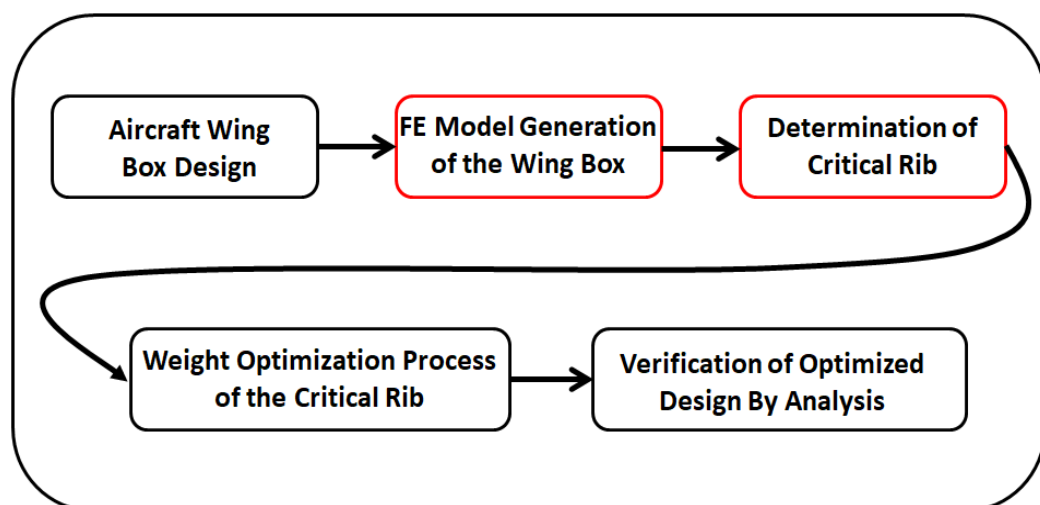 Aircraft Wing
Box Design
FE Model Generation
of the Wing Box
Determination of
Critical Rib
Weight Optimization Process
of the Critical Rib
Verification of Optimized
Design By Analysis